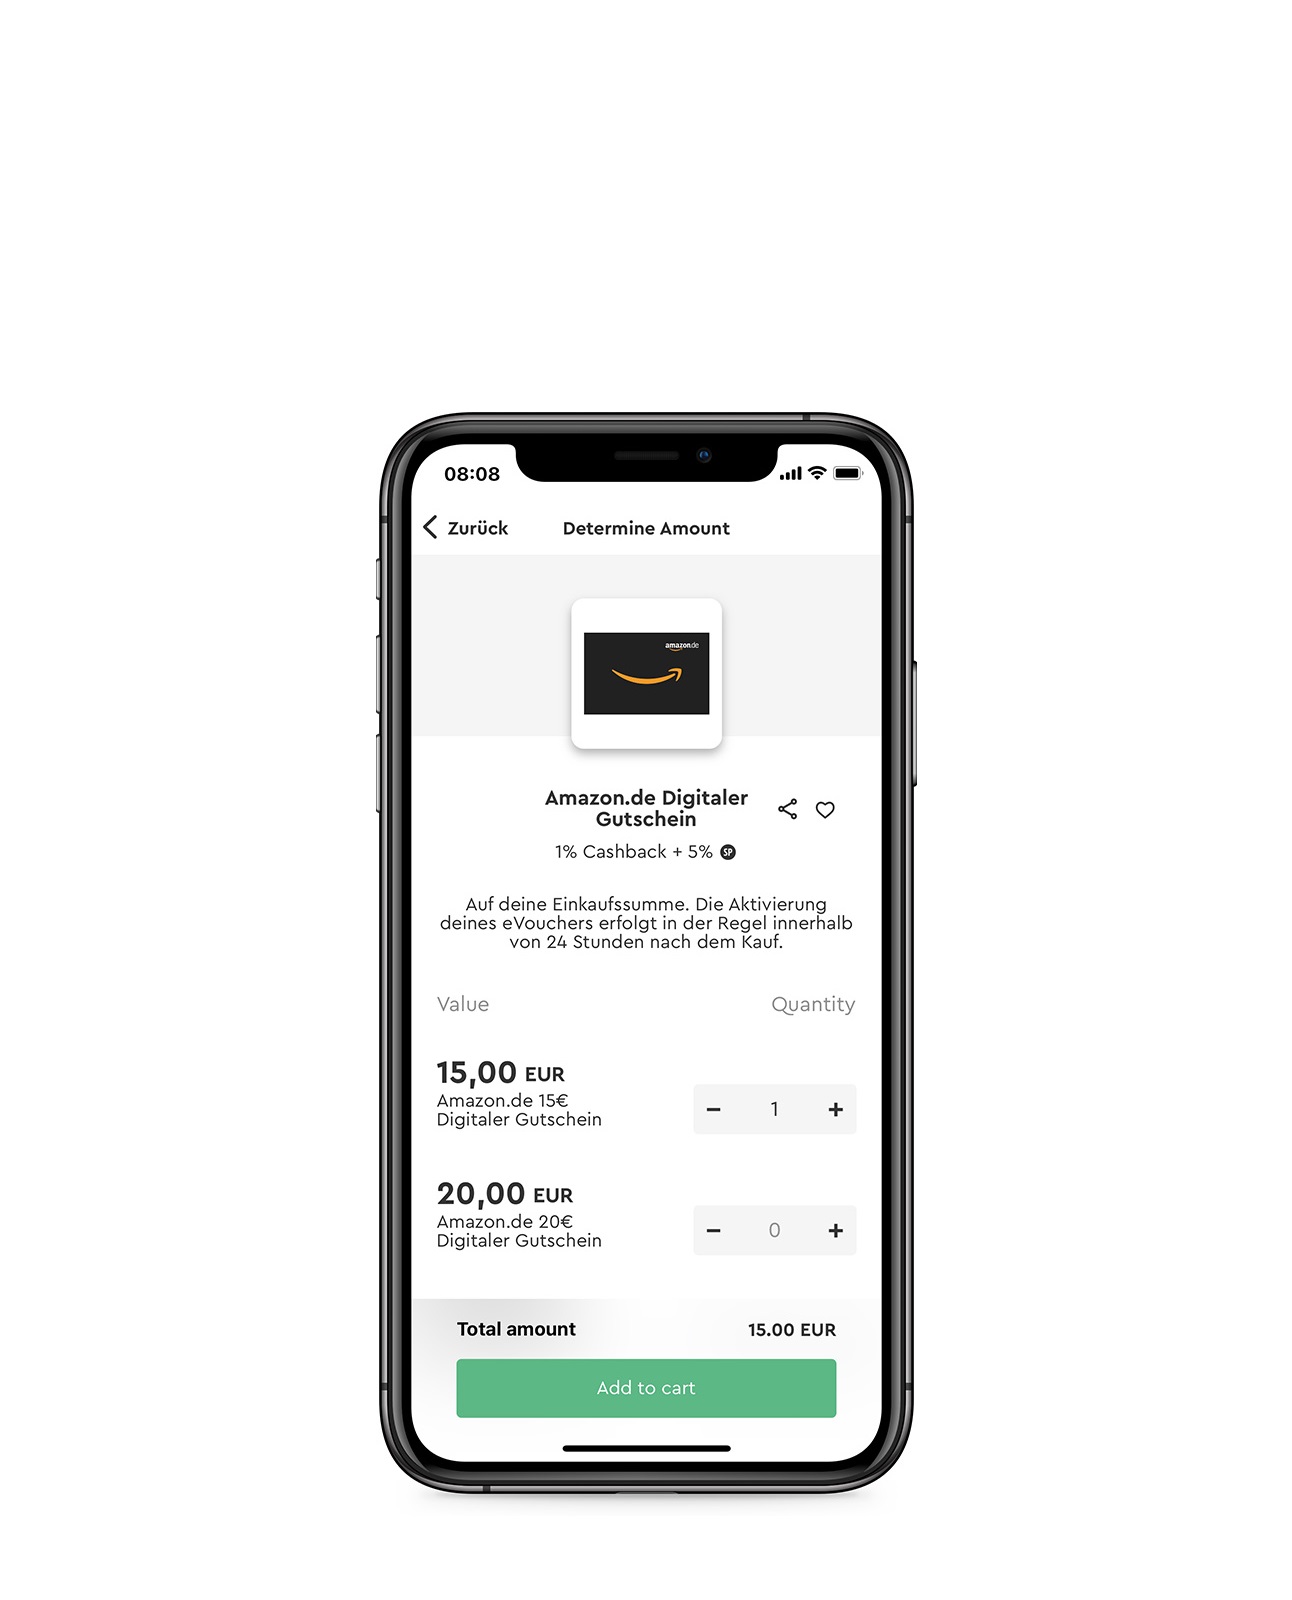 08:08
Zurück
Determine Amount
amazon.de
Amazon.de Digitaler
Gutschein
1% Cashback + 5% SP
Auf deine Einkaufssumme. Die Aktivierung
deines eVouchers erfolgt in der Regel innerhalb
von 24 Stunden nach dem Kauf.
Value
Quantity
15,00 EUR
Amazon.de 15€
Digitaler Gutschein
− 1 +
20,00 EUR
Amazon.de 20€
Digitaler Gutschein
− 0 +
Total amount
15.00 EUR
Add to cart